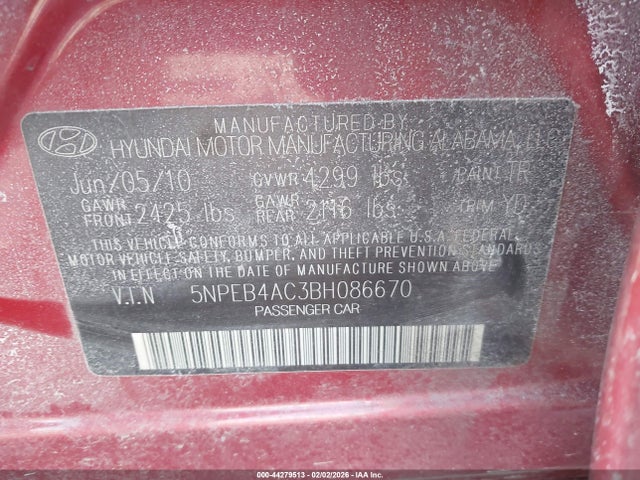 MANUFACTURED BY
HYUNDAI MOTOR MANUFACTURING ALABAMA, LLC
Jun/05/10 GVWR 4299 lbs PAINT TR
GAWR FRONT 2425 lbs GAWR REAR 2116 lbs TRIM YD
THIS VEHICLE CONFORMS TO ALL APPLICABLE U.S.A. FEDERAL
MOTOR VEHICLE SAFETY, BUMPER, AND THEFT PREVENTION STANDARDS
IN EFFECT ON THE DATE OF MANUFACTURE SHOWN ABOVE.
V.I.N 5NPEB4AC3BH086670
PASSENGER CAR
000-44279513 - 02/02/2026 - IAA Inc.